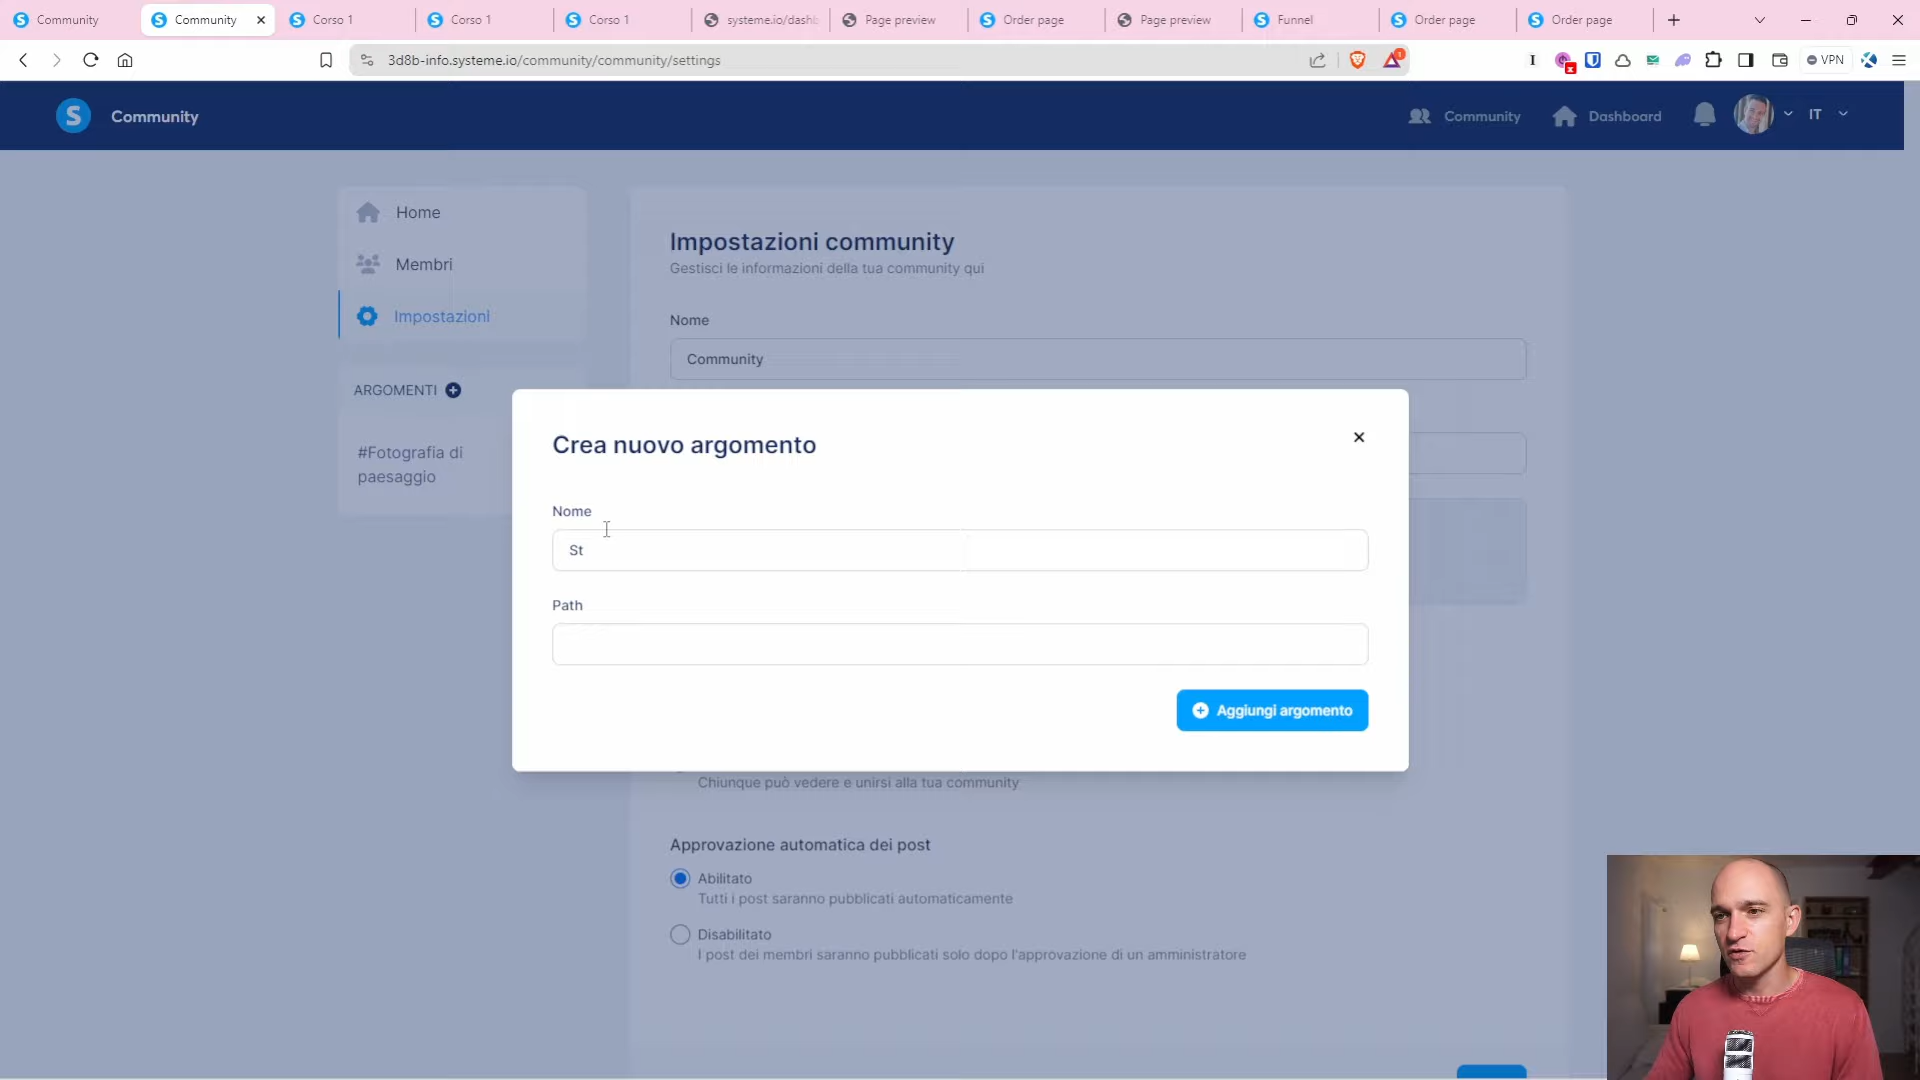 Community
Community
Corso 1
Corso 1
Corso 1
systeme.io/dashb
Page preview
Order page
Page preview
Funnel
Order page
Order page
3d8b-info.systeme.io/community/community/settings
1
VPN
S
Community
Community
Dashboard
IT
Home
Membri
Impostazioni
ARGOMENTI
#Fotografia di
paesaggio
Impostazioni community
Gestisci le informazioni della tua community qui
Nome
Community
Crea nuovo argomento
Nome
St
Path
Aggiungi argomento
Chiunque può vedere e unirsi alla tua community
Approvazione automatica dei post
Abilitato
Tutti i post saranno pubblicati automaticamente
Disabilitato
I post dei membri saranno pubblicati solo dopo l'approvazione di un amministratore